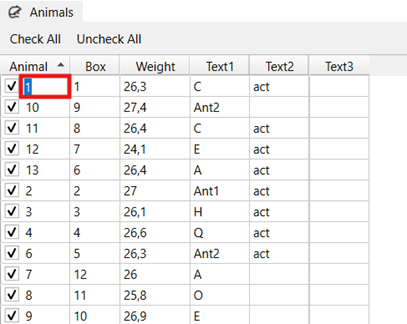 Animals
Check All Uncheck All
Animal Box Weight Text1 Text2 Text3
1 1 26,3 C act
10 9 27,4 Ant2
11 8 26,4 C act
12 7 24,1 E act
13 6 26,4 A act
2 2 27 Ant1 act
3 3 26,1 H act
4 4 26,6 Q act
6 5 26,3 Ant2 act
7 12 26 A
8 11 25,8 O
9 10 26,9 E